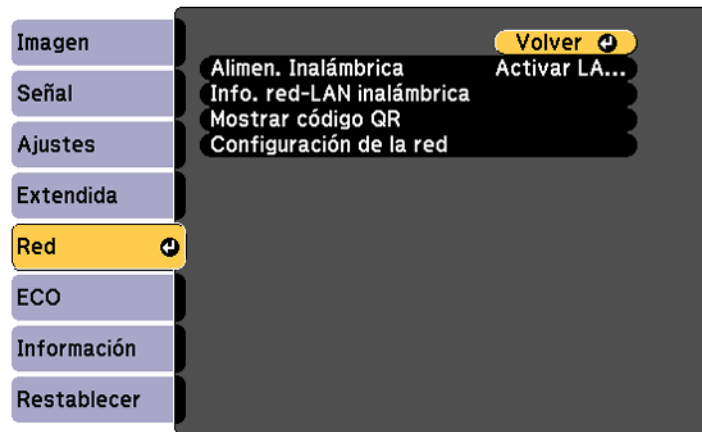 Imagen
Señal
Ajustes
Extendida
Red
ECO
Información
Restablecer
Volver
Alimen. Inalámbrica Activar LA...
Info. red-LAN inalámbrica
Mostrar código QR
Configuración de la red